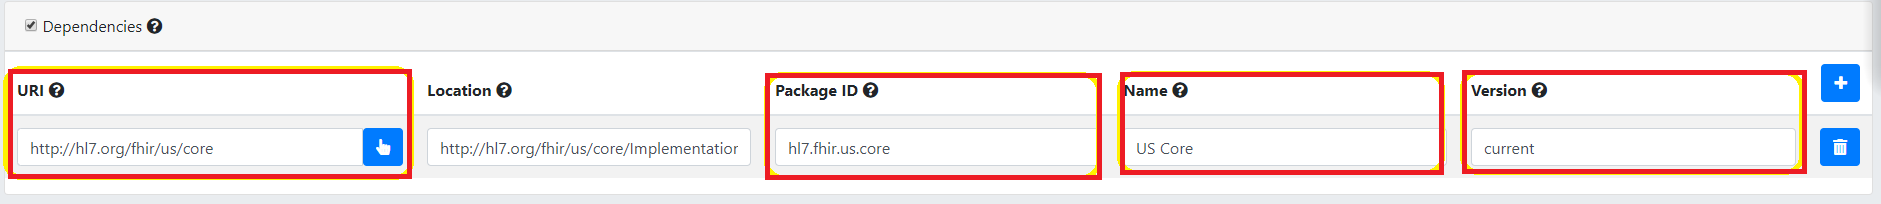 Dependencies
URI Location Package ID Name Version
http://hl7.org/fhir/us/core http://hl7.org/fhir/us/core/Implementation hl7.fhir.us.core US Core current